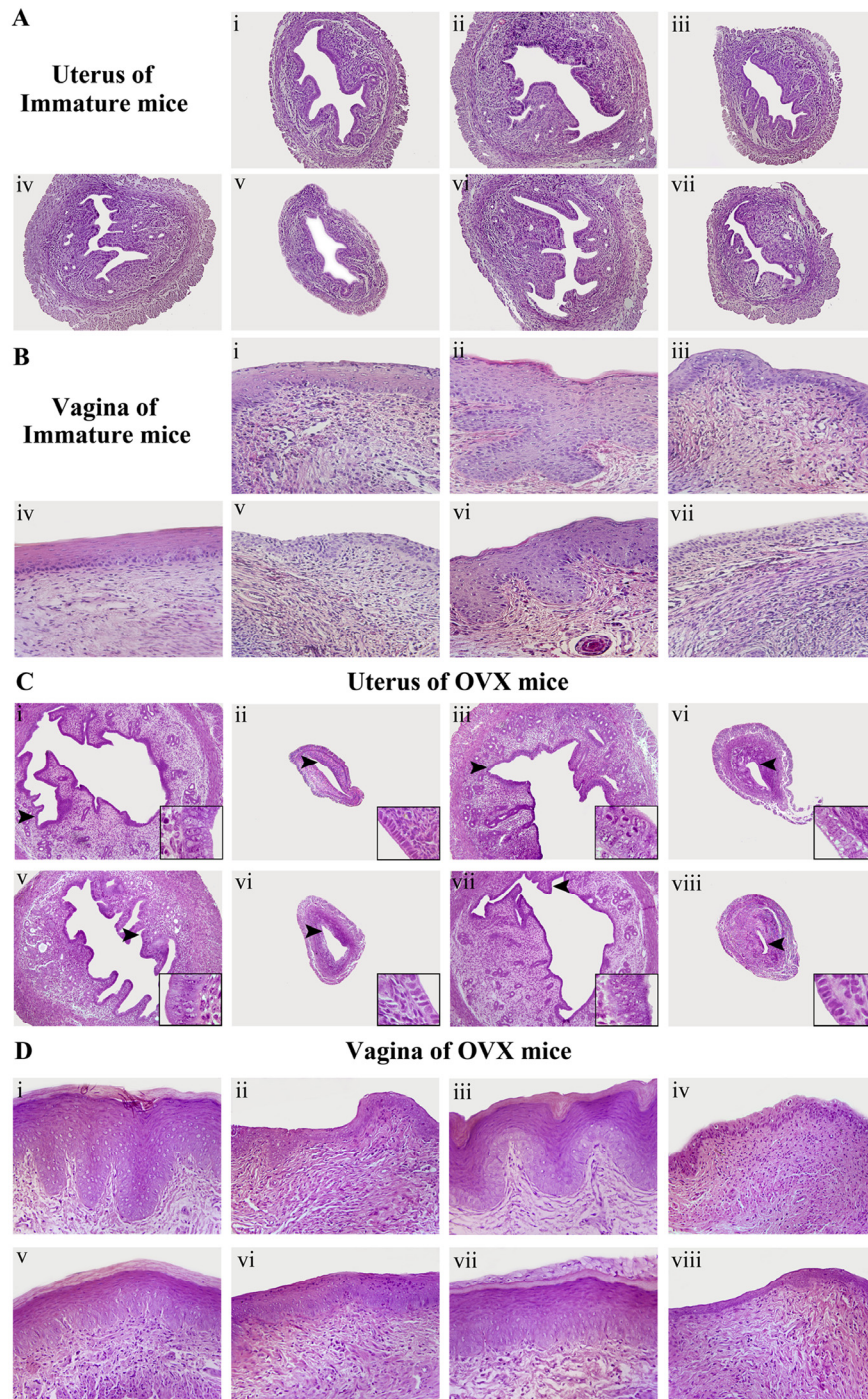 A
Uterus of
Immature mice
i
ii
iii
iv
v
vi
vii
B
Vagina of
Immature mice
i
ii
iii
iv
v
vi
vii
C
Uterus of OVX mice
i
ii
iii
vi
v
vi
vii
viii
D
Vagina of OVX mice
i
ii
iii
iv
v
vi
vii
viii